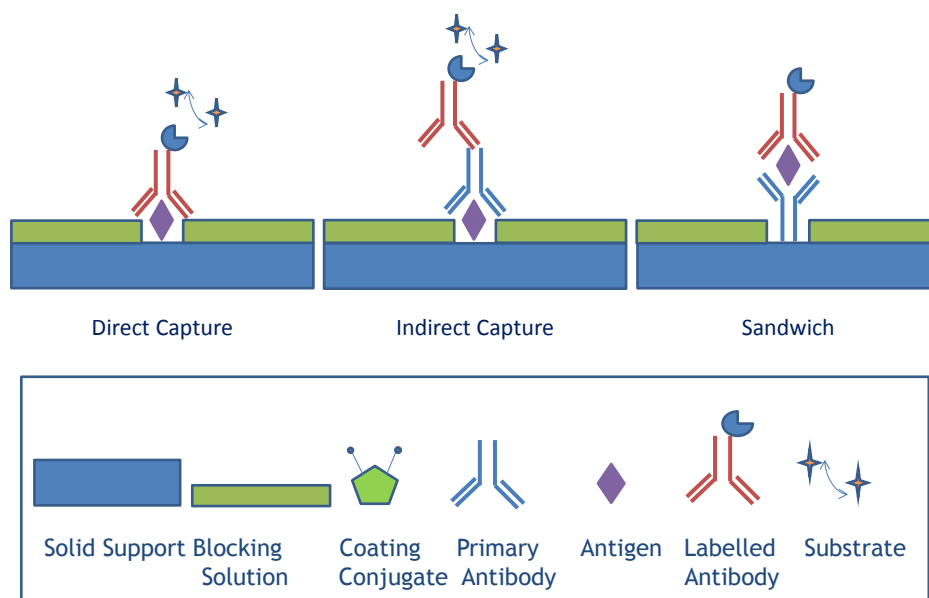 Direct Capture
Indirect Capture
Sandwich
Solid Support
Blocking
Solution
Coating
Conjugate
Primary
Antibody
Antigen
Labelled
Antibody
Substrate